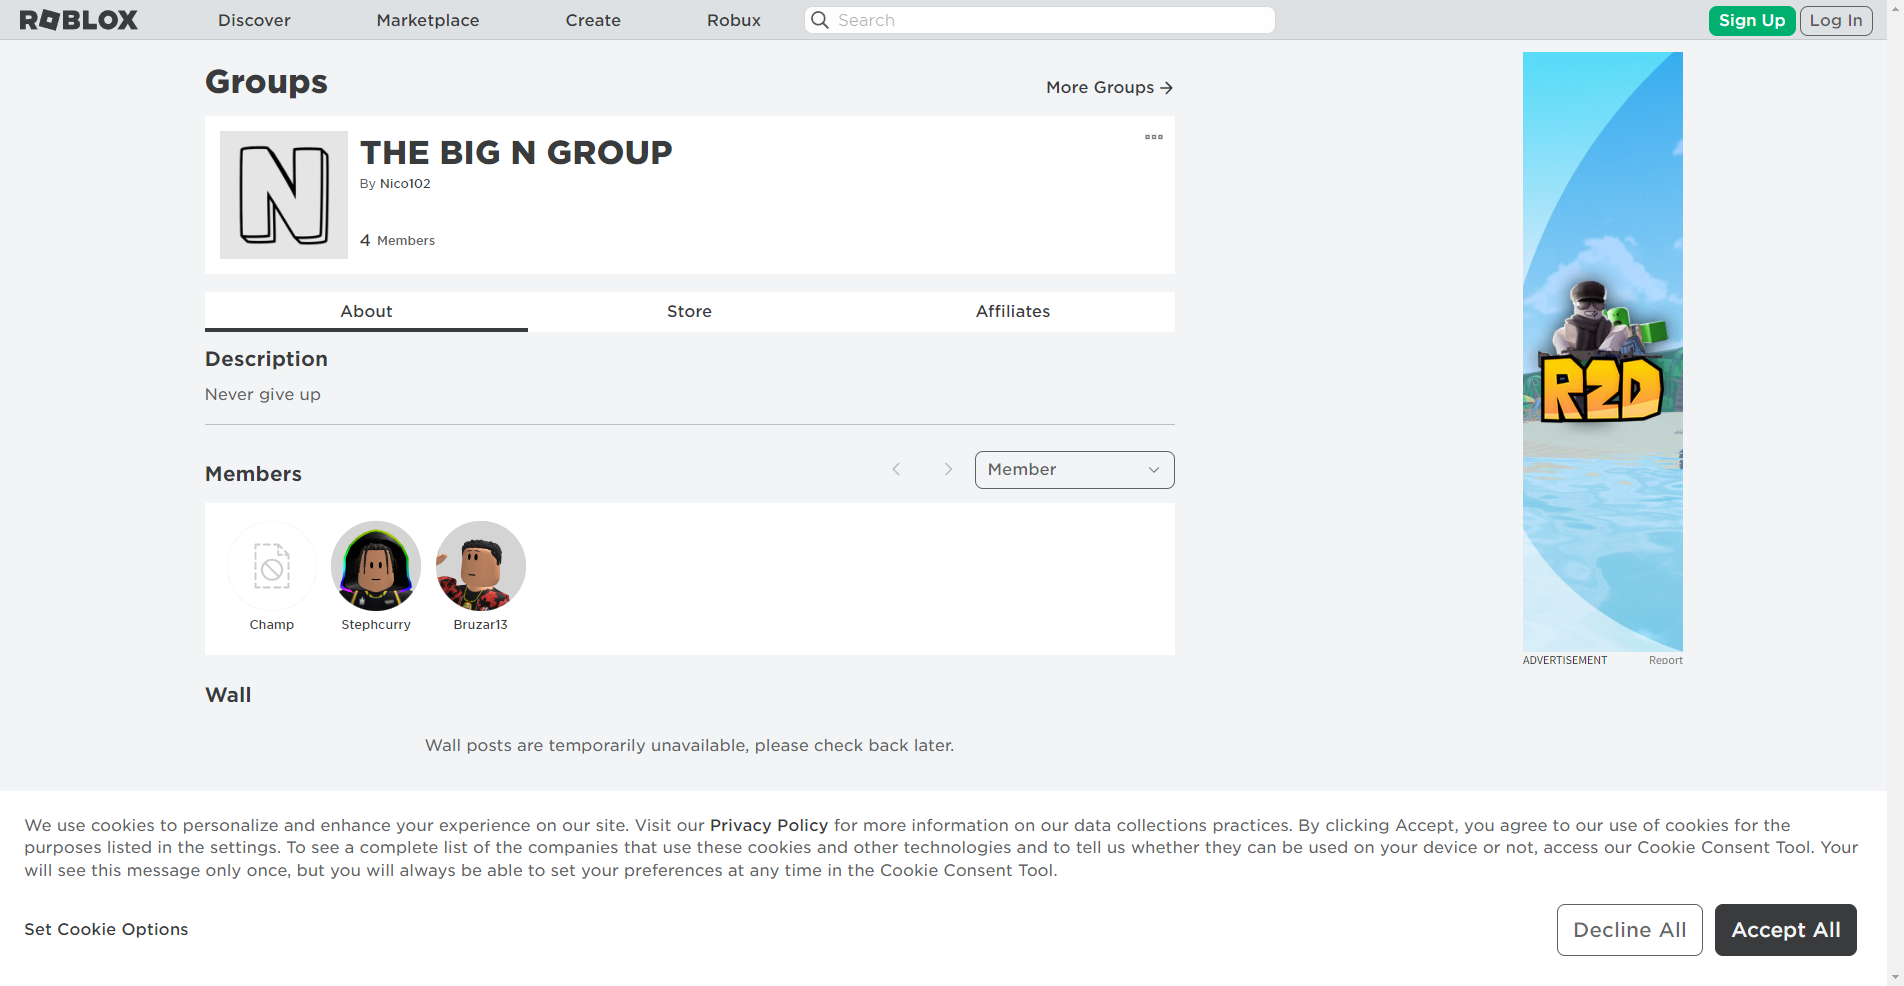 ROBLOX
Discover
Marketplace
Create
Robux
Search
Sign Up
Log In
Groups
More Groups
N
THE BIG N GROUP
By Nico102
4 Members
About
Store
Affiliates
Description
Never give up
Members
Member
Champ
Stephcurry
Bruzar13
R2D
ADVERTISEMENT
Report
Wall
Wall posts are temporarily unavailable, please check back later.
We use cookies to personalize and enhance your experience on our site. Visit our Privacy Policy for more information on our data collections practices. By clicking Accept, you agree to our use of cookies for the
purposes listed in the settings. To see a complete list of the companies that use these cookies and other technologies and to tell us whether they can be used on your device or not, access our Cookie Consent Tool. Your
will see this message only once, but you will always be able to set your preferences at any time in the Cookie Consent Tool.
Set Cookie Options
Decline All
Accept All